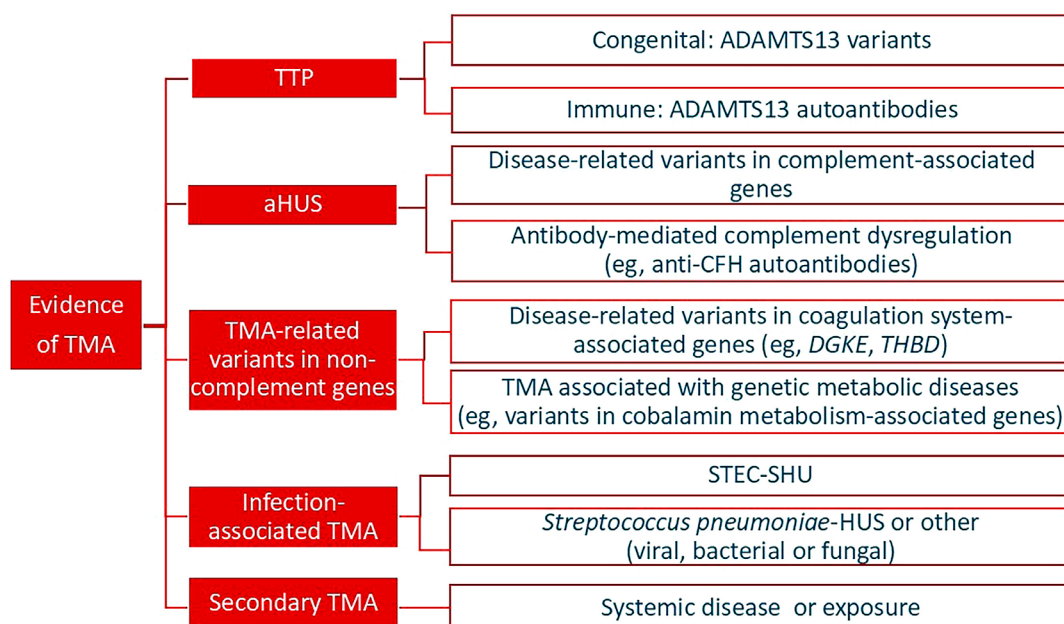 Evidence
of TMA
TTP
Congenital: ADAMTS13 variants
Immune: ADAMTS13 autoantibodies
aHUS
Disease-related variants in complement-associated
genes
Antibody-mediated complement dysregulation
(eg, anti-CFH autoantibodies)
TMA-related
variants in non-
complement genes
Disease-related variants in coagulation system-
associated genes (eg, DGKE, THBD)
TMA associated with genetic metabolic diseases
(eg, variants in cobalamin metabolism-associated genes)
Infection-
associated TMA
STEC-SHU
Streptococcus pneumoniae-HUS or other
(viral, bacterial or fungal)
Secondary TMA
Systemic disease or exposure